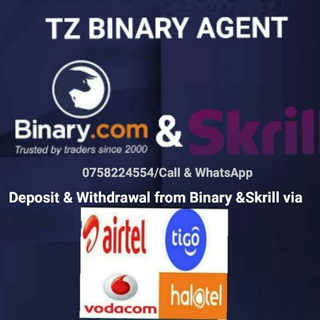 TZ BINARY AGENT
Binary.com & Skrill
Trusted by traders since 2000
0758224554/Call & WhatsApp
Deposit & Withdrawal from Binary &Skrill via
airtel
tiGO
vodacom
halotel